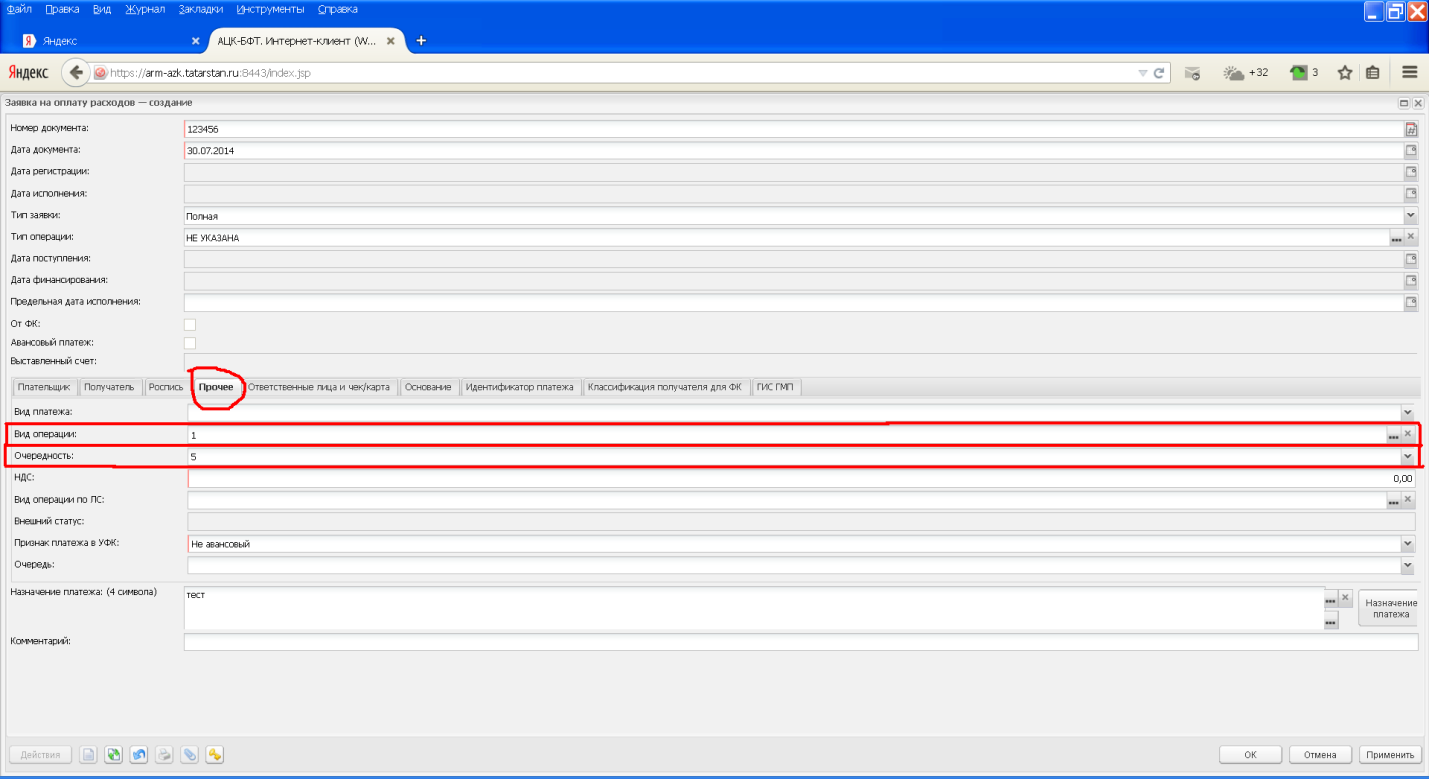 Файл Правка Вид Журнал Закладки Инструменты Справка
Я Яндекс × АЦК-БФТ. Интернет-клиент (W... × +
Яндекс https://arm-azk.tatarstan.ru:8443/index.jsp +32 3
Заявка на оплату расходов — создание
Номер документа: 123456
Дата документа: 30.07.2014
Дата регистрации:
Дата исполнения:
Тип заявки: Полная
Тип операции: НЕ УКАЗАНА
Дата поступления:
Дата финансирования:
Предельная дата исполнения:
От ФК:
Авансовый платеж:
Выставленный счет:
Плательщик Получатель Роспись Прочее Ответственные лица и чек/карта Основание Идентификатор платежа Классификация получателя для ФК ГИС ГМП
Вид платежа:
Вид операции: 1
Очередность: 5
НДС: 0,00
Вид операции по ЛС:
Внешний статус:
Признак платежа в УФК: Не авансовый
Очередь:
Назначение платежа: (4 символа) тест
Назначение
платежа
Комментарий:
Действия ОК Отмена Применить